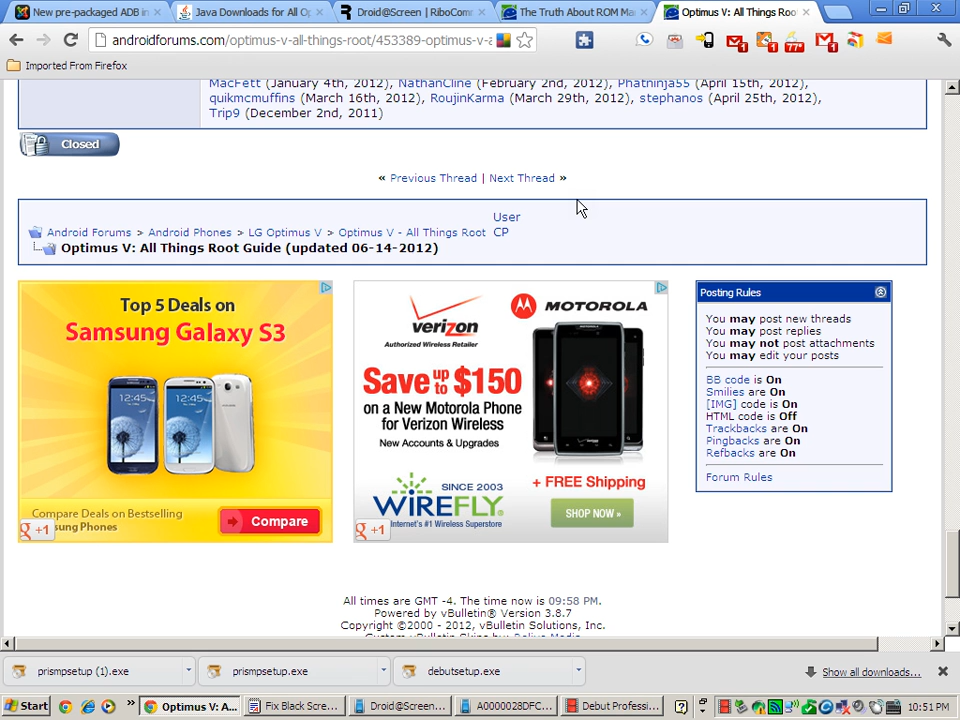 New pre-packaged ADB in
Java Downloads for All Op
Droid@Screen | RiboComm
The Truth About ROM Ma
Optimus V: All Things Roo
androidforums.com/optimus-v-all-things-root/453389-optimus-v-a
Imported From Firefox
MacFett (January 4th, 2012), NathanCline (February 2nd, 2012), Phatninja55 (April 15th, 2012),
quikmcmuffins (March 16th, 2012), RoujinKarma (March 29th, 2012), stephanos (April 25th, 2012),
Trip9 (December 2nd, 2011)
Closed
« Previous Thread | Next Thread »
Android Forums > Android Phones > LG Optimus V > Optimus V - All Things Root
User
CP
Optimus V: All Things Root Guide (updated 06-14-2012)
Top 5 Deals on
Samsung Galaxy S3
12:45
12:45
Compare Deals on Bestselling
sung Phones
Compare
+1
verizon
Authorized Wireless Retailer
MOTOROLA
Save up to $150
on a New Motorola Phone
for Verizon Wireless
New Accounts & Upgrades
SINCE 2003
WIREFLY
Internet's #1 Wireless Superstore
+ FREE Shipping
SHOP NOW »
+1
Posting Rules
You may post new threads
You may post replies
You may not post attachments
You may edit your posts
BB code is On
Smilies are On
[IMG] code is On
HTML code is Off
Trackbacks are On
Pingbacks are On
Refbacks are On
Forum Rules
All times are GMT -4. The time now is 09:58 PM.
Powered by vBulletin® Version 3.8.7
Copyright ©2000 - 2012, vBulletin Solutions, Inc.
prismpsetup (1).exe
prismpsetup.exe
debutsetup.exe
Show all downloads...
Start
Optimus V: A...
Fix Black Scre...
Droid@Screen...
A0000028DFC...
Debut Professi...
10:51 PM